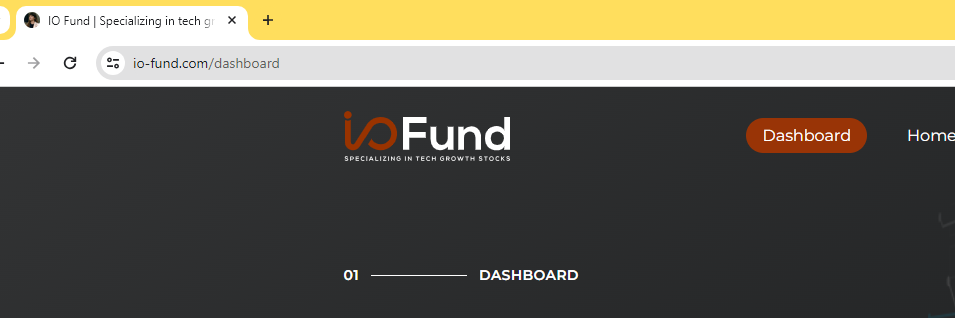 IO Fund | Specializing in tech gr
io-fund.com/dashboard
ioFund
SPECIALIZING IN TECH GROWTH STOCKS
Dashboard
Home
01
DASHBOARD